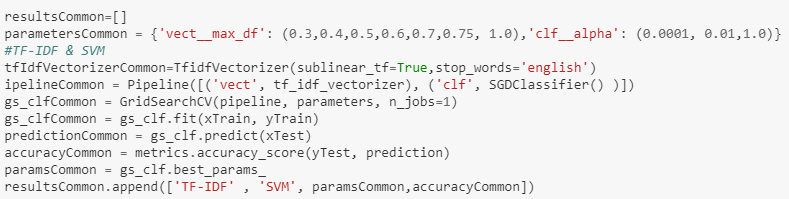 resultsCommon=[]
parametersCommon = {'vect__max_df': (0.3,0.4,0.5,0.6,0.7,0.75, 1.0),'clf__alpha': (0.0001, 0.01,1.0)}
#TF-IDF & SVM
tfIdfVectorizerCommon=TfidfVectorizer(sublinear_tf=True,stop_words='english')
ipelineCommon = Pipeline([('vect', tf_idf_vectorizer), ('clf', SGDClassifier() )])
gs_clfCommon = GridSearchCV(pipeline, parameters, n_jobs=1)
gs_clfCommon = gs_clf.fit(xTrain, yTrain)
predictionCommon = gs_clf.predict(xTest)
accuracyCommon = metrics.accuracy_score(yTest, prediction)
paramsCommon = gs_clf.best_params_
resultsCommon.append(['TF-IDF' , 'SVM', paramsCommon,accuracyCommon])